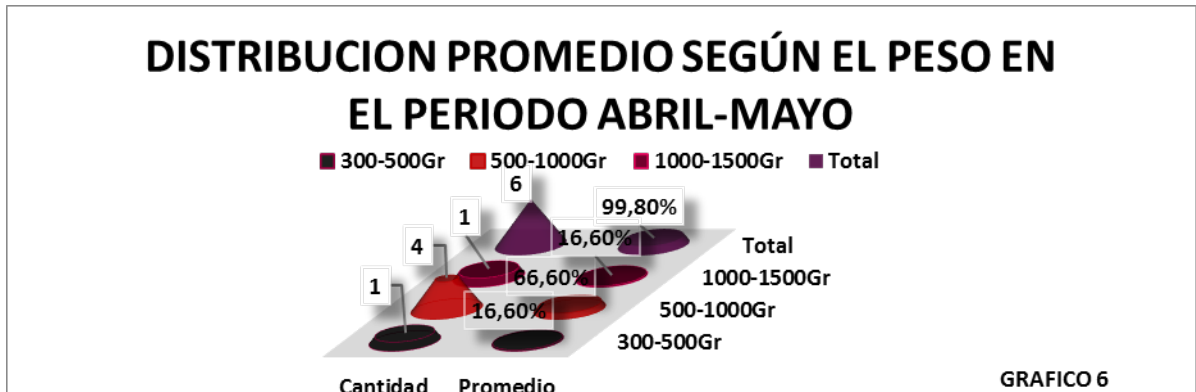 DISTRIBUCION PROMEDIO SEGÚN EL PESO EN
EL PERIODO ABRIL-MAYO
300-500Gr 500-1000Gr 1000-1500Gr Total
6
99,80%
1
16,60%
Total
4
66,60%
1000-1500Gr
1
16,60%
500-1000Gr
300-500Gr
Cantidad Promedio
GRAFICO 6